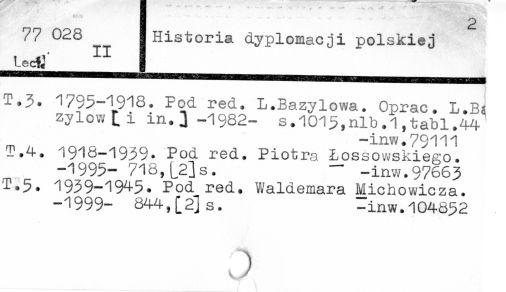 2
77 028
II
Lect.
Historia dyplomacji polskiej
T.3. 1795-1918. Pod red. L.Bazylowa. Oprac. L.Ba
zylow [i in.] -1982- s.1015,nlb.1,tabl.44
-inw.79111
T.4. 1918-1939. Pod red. Piotra Łossowskiego.
-1995- 718,[2]s. -inw.97663
T.5. 1939-1945. Pod red. Waldemara Michowicza.
-1999- 844,[2]s. -inw.104852